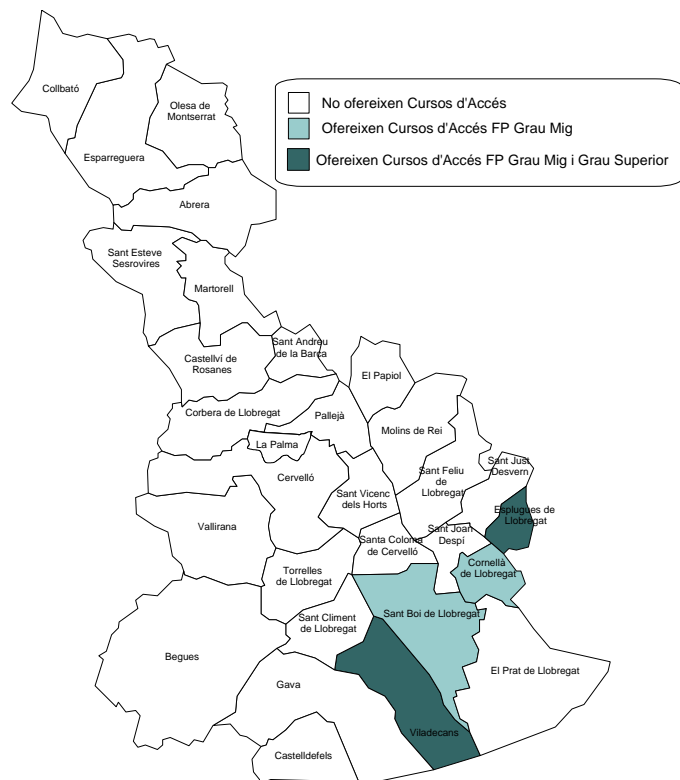 Collbató
Olesa de
Montserrat
Esparreguera
Abrera
No ofereixen Cursos d'Accés
Ofereixen Cursos d'Accés FP Grau Mig
Ofereixen Cursos d'Accés FP Grau Mig i Grau Superior
Sant Esteve
Sesrovires
Martorell
Sant Andreu
de la Barca
Castellví de
Rosanes
El Papiol
Corbera de Llobregat
Pallejà
Molins de Rei
La Palma
Cervelló
Sant Feliu
de
Llobregat
Sant Just
Desvern
Sant Vicenc
dels Horts
Esplugues de
Llobregat
Vallirana
Sant Joan
Despí
Santa Coloma
de Cervelló
Cornellà
de Llobregat
Torrelles
de Llobregat
Sant Climent
de Llobregat
Sant Boi de Llobregat
Begues
El Prat de Llobregat
Gava
Viladecans
Castelldefels